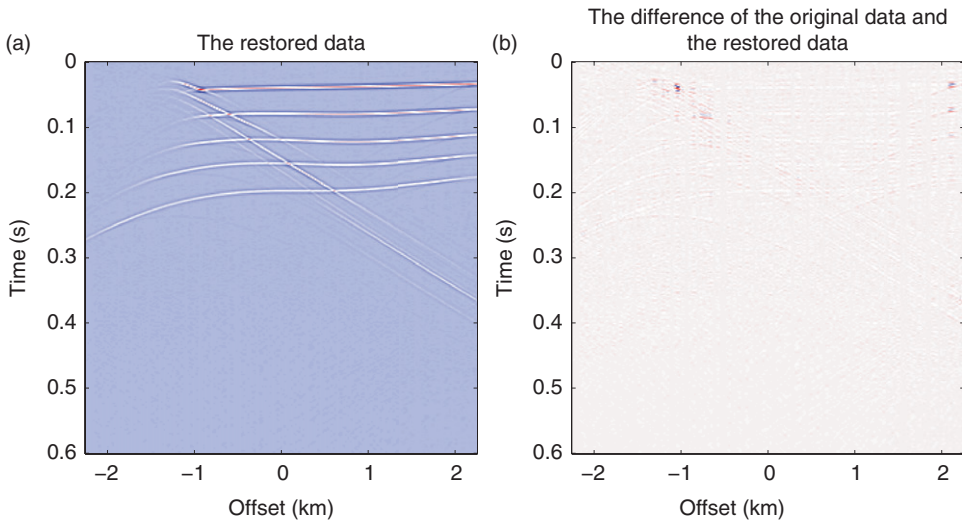 (a)
The restored data
0
0.1
0.2
0.3
0.4
0.5
0.6
Time (s)
−2
−1
0
1
2
Offset (km)
(b)
The difference of the original data and
the restored data
0
0.1
0.2
0.3
0.4
0.5
0.6
Time (s)
−2
−1
0
1
2
Offset (km)